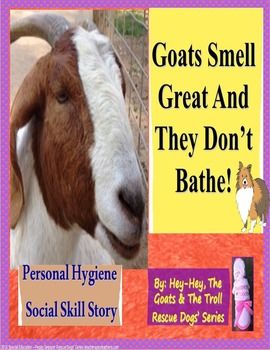 Goats Smell
Great And
They Don't
Bathe!
Personal Hygiene
Social Skill Story
By: Hey-Hey, The
Goats & The Troll
Rescue Dogs' Series